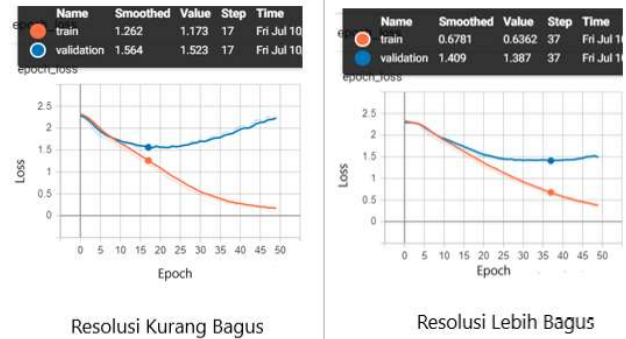 Name Smoothed Value Step Time
train 1.262 1.173 17 Fri Jul 10,
validation 1.564 1.523 17 Fri Jul 10
epoch_loss
2.5
2
1.5
1
0.5
0
Loss
0 5 10 15 20 25 30 35 40 45 50
Epoch
Resolusi Kurang Bagus
Name Smoothed Value Step Time
train 0.6781 0.6362 37 Fri Jul 1
validation 1.409 1.387 37 Fri Jul 1
epoch_loss
2.5
2
1.5
1
0.5
0
Loss
0 5 10 15 20 25 30 35 40 45 50
Epoch
Resolusi Lebih Bagus